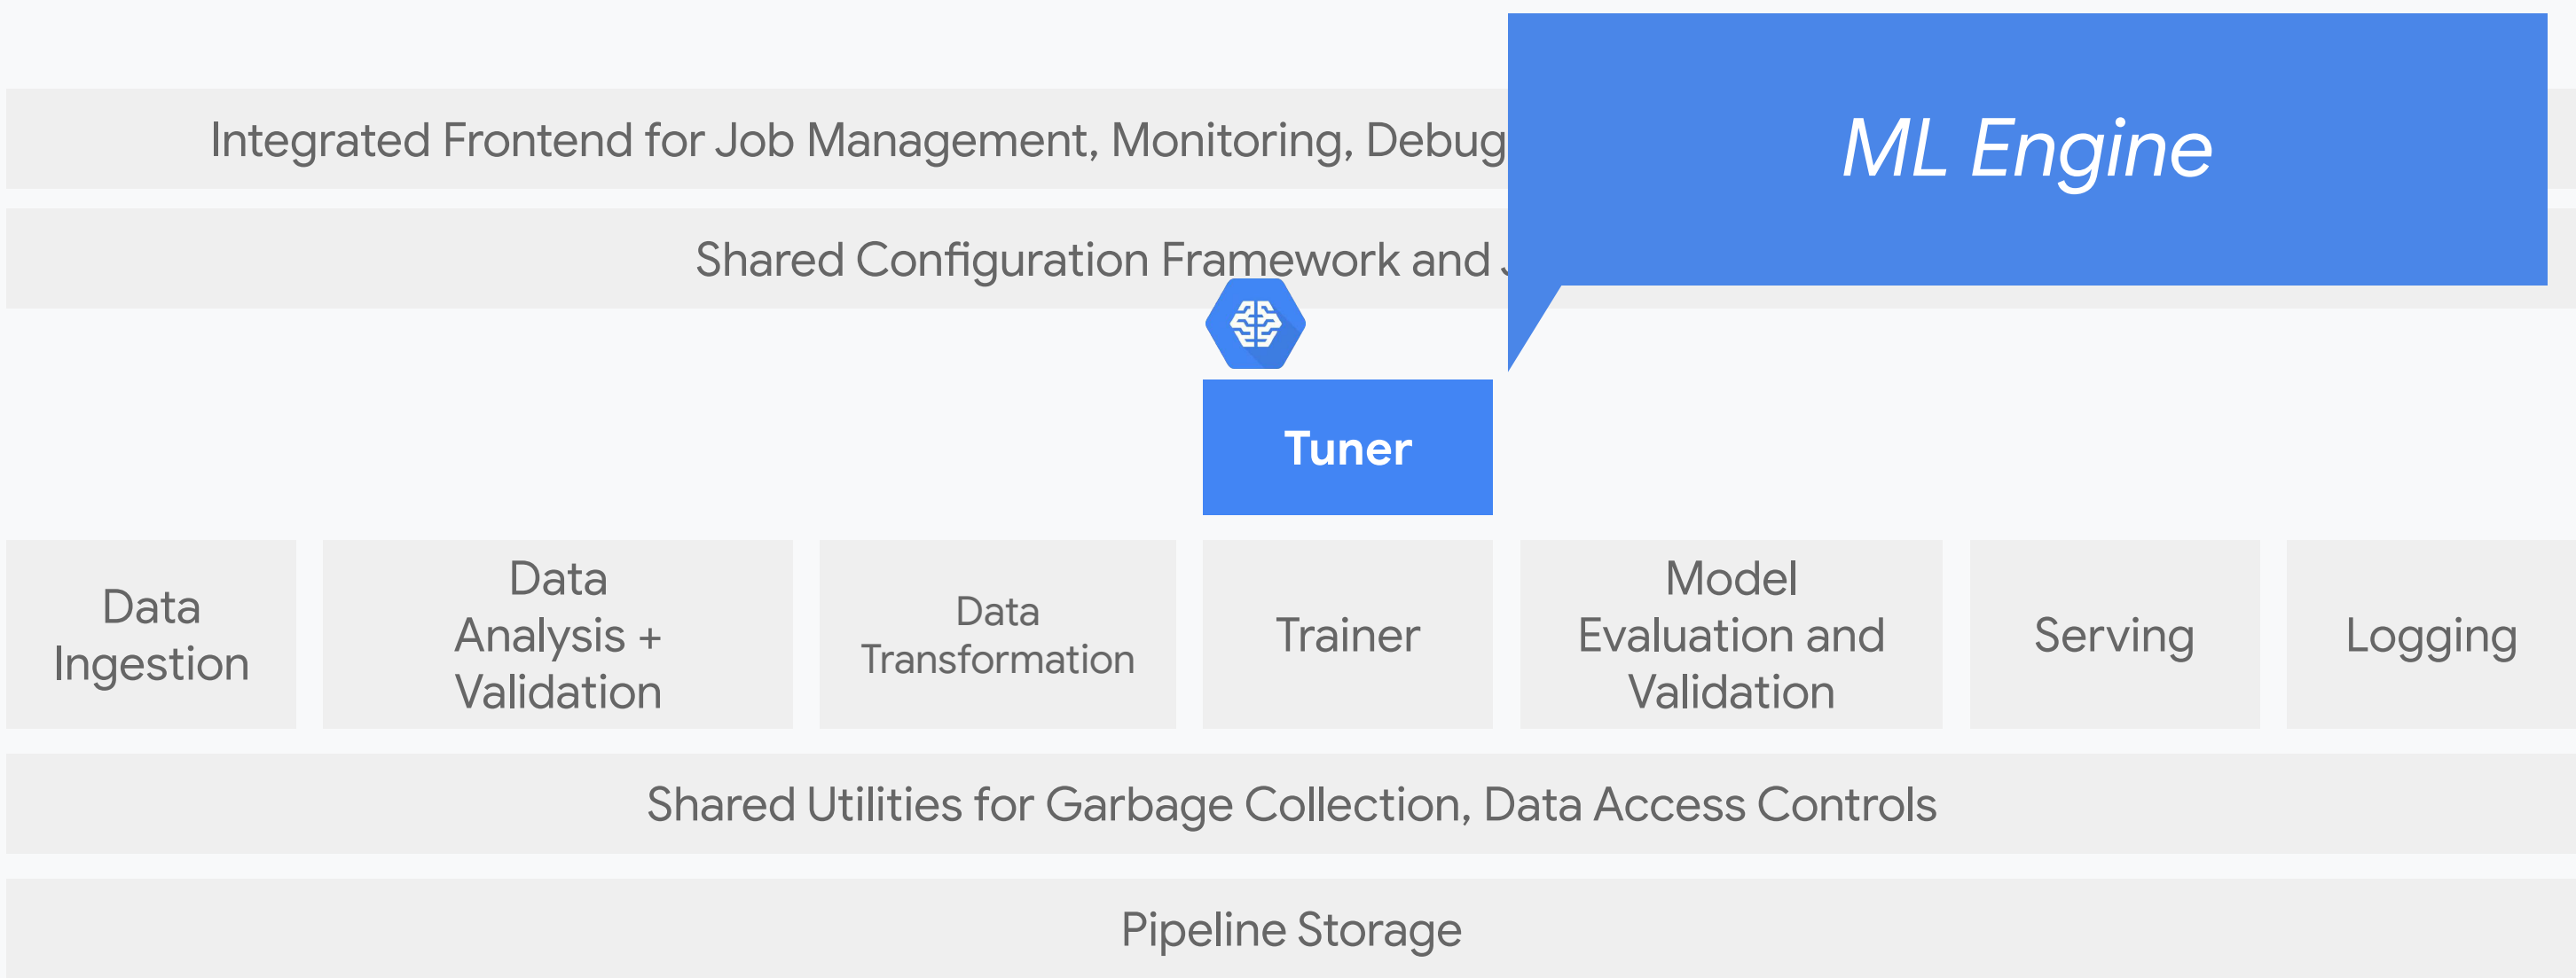 ML Engine
Integrated Frontend for Job Management, Monitoring, Debug
Shared Configuration Framework and
Tuner
Data
Ingestion
Data
Analysis +
Validation
Data
Transformation
Trainer
Model
Evaluation and
Validation
Serving
Logging
Shared Utilities for Garbage Collection, Data Access Controls
Pipeline Storage